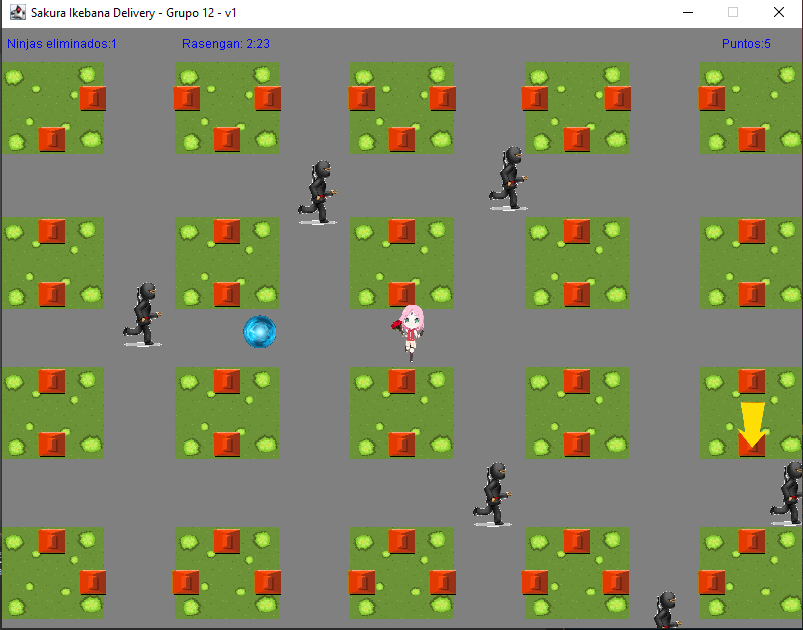 Sakura Ikebana Delivery - Grupo 12 - v1
Ninjas eliminados:1 Rasengan: 2:23 Puntos:5